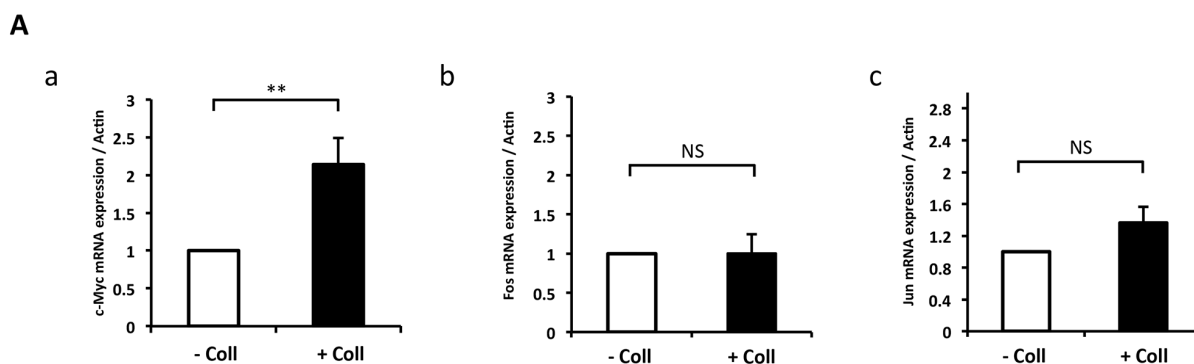 A
a
c-Myc mRNA expression / Actin
3
2.5
2
1.5
1
0.5
0
**
- Coll
+ Coll
b
Fos mRNA expression / Actin
3
2.5
2
1.5
1
0.5
0
NS
- Coll
+ Coll
c
Jun mRNA expression / Actin
2.8
2.4
2
1.6
1.2
0.8
0.4
0
NS
- Coll
+ Coll